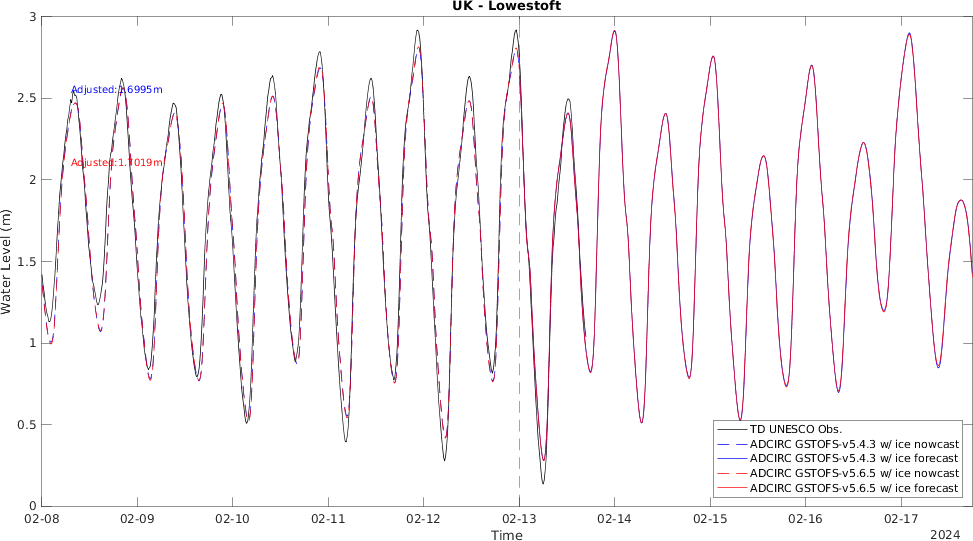 UK - Lowestoft
3
2.5
2
1.5
1
0.5
0
Water Level (m)
Adjusted:1.6995m
Adjusted:1.7019m
TD UNESCO Obs.
ADCIRC GSTOFS-v5.4.3 w/ ice nowcast
ADCIRC GSTOFS-v5.4.3 w/ ice forecast
ADCIRC GSTOFS-v5.6.5 w/ ice nowcast
ADCIRC GSTOFS-v5.6.5 w/ ice forecast
02-08 02-09 02-10 02-11 02-12 02-13 02-14 02-15 02-16 02-17
Time
2024